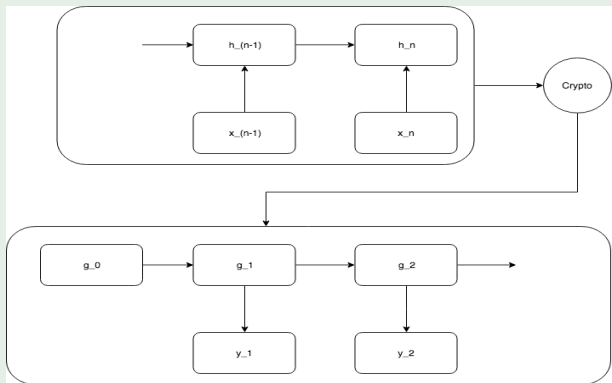 h_(n-1)
h_n
Crypto
x_(n-1)
x_n
g_0
g_1
g_2
y_1
y_2